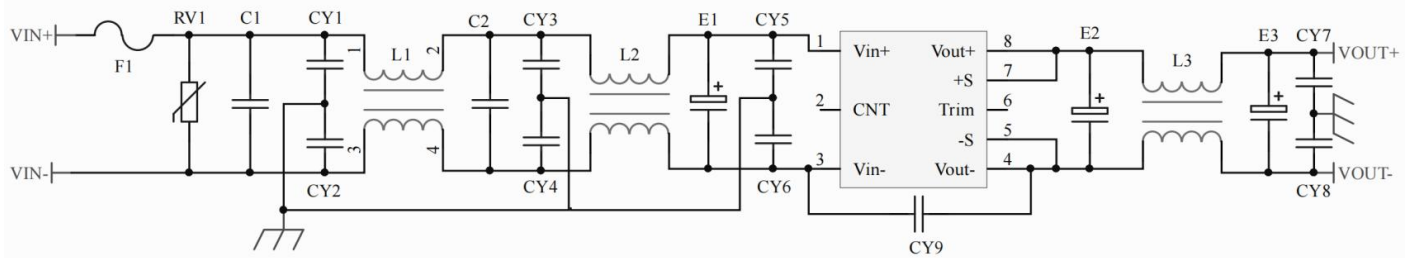 VIN+
F1
RV1
C1
CY1
1
L1
2
C2
CY3
L2
E1
CY5
1
Vin+
Vout+
8
E2
L3
E3
CY7
VOUT+
+S
7
+
2
CNT
Trim
6
+
+
-S
5
3
4
3
Vin-
Vout-
4
VIN-
CY2
CY4
CY6
CY8
VOUT-
CY9